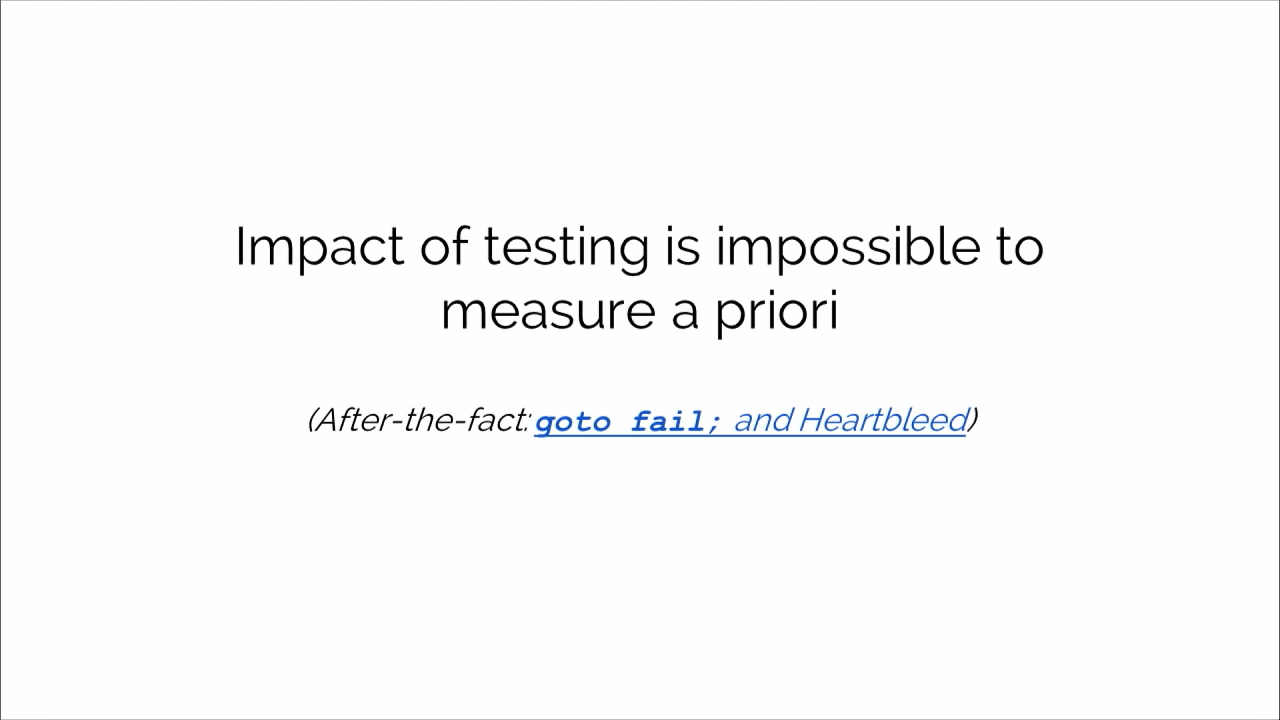 Impact of testing is impossible to
measure a priori
(After-the-fact: goto fail; and Heartbleed)